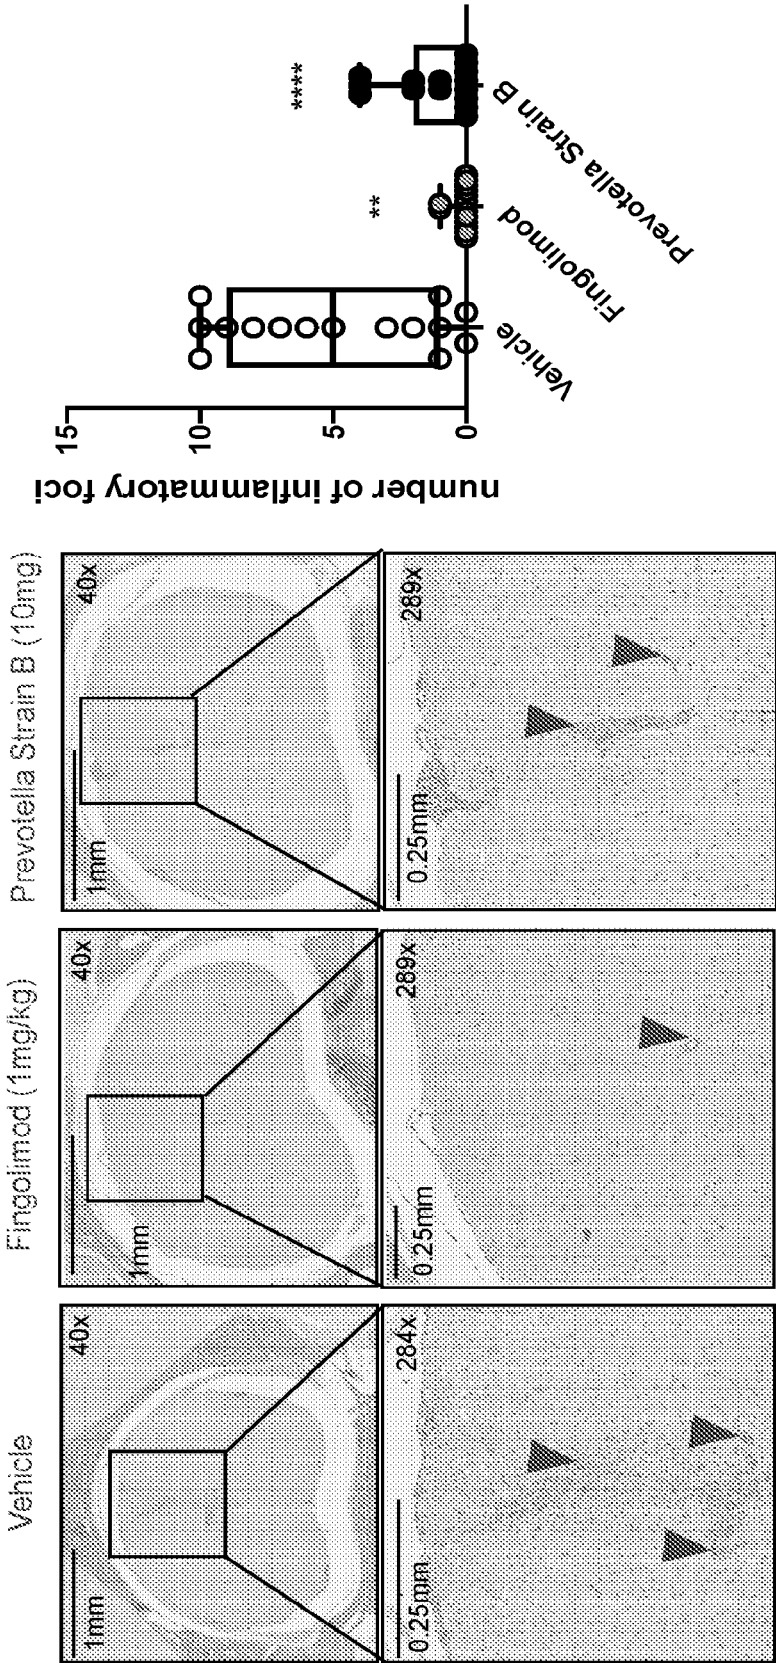 Vehicle
Fingolimod (1mg/kg)
Prevotella Strain B (10mg)
1mm
40x
1mm
40x
1mm
40x
0.25mm
284x
0.25mm
289x
0.25mm
289x
number of inflammatory foci
15
10
5
0
**
****
Vehicle
Fingolimod
Prevotella Strain B